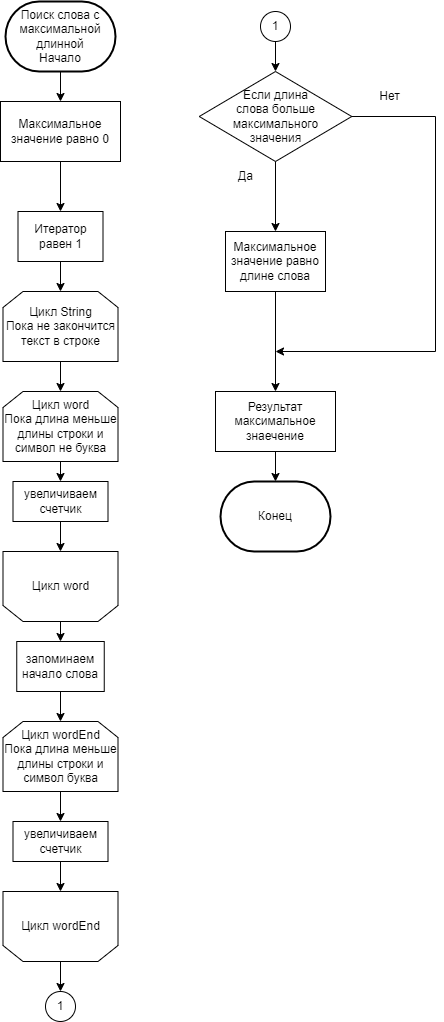 Поиск слова с
максимальной
длинной
Начало
Максимальное
значение равно 0
Итератор
равен 1
Цикл String
Пока не закончится
текст в строке
Цикл word
Пока длина меньше
длины строки и
символ не буква
увеличиваем
счетчик
Цикл word
запоминаем
начало слова
Цикл wordEnd
Пока длина меньше
длины строки и
символ буква
увеличиваем
счетчик
Цикл wordEnd
1
1
Если длина
слова больше
максимального
значения
Нет
Да
Максимальное
значение равно
длине слова
Результат
максимальное
знаечение
Конец